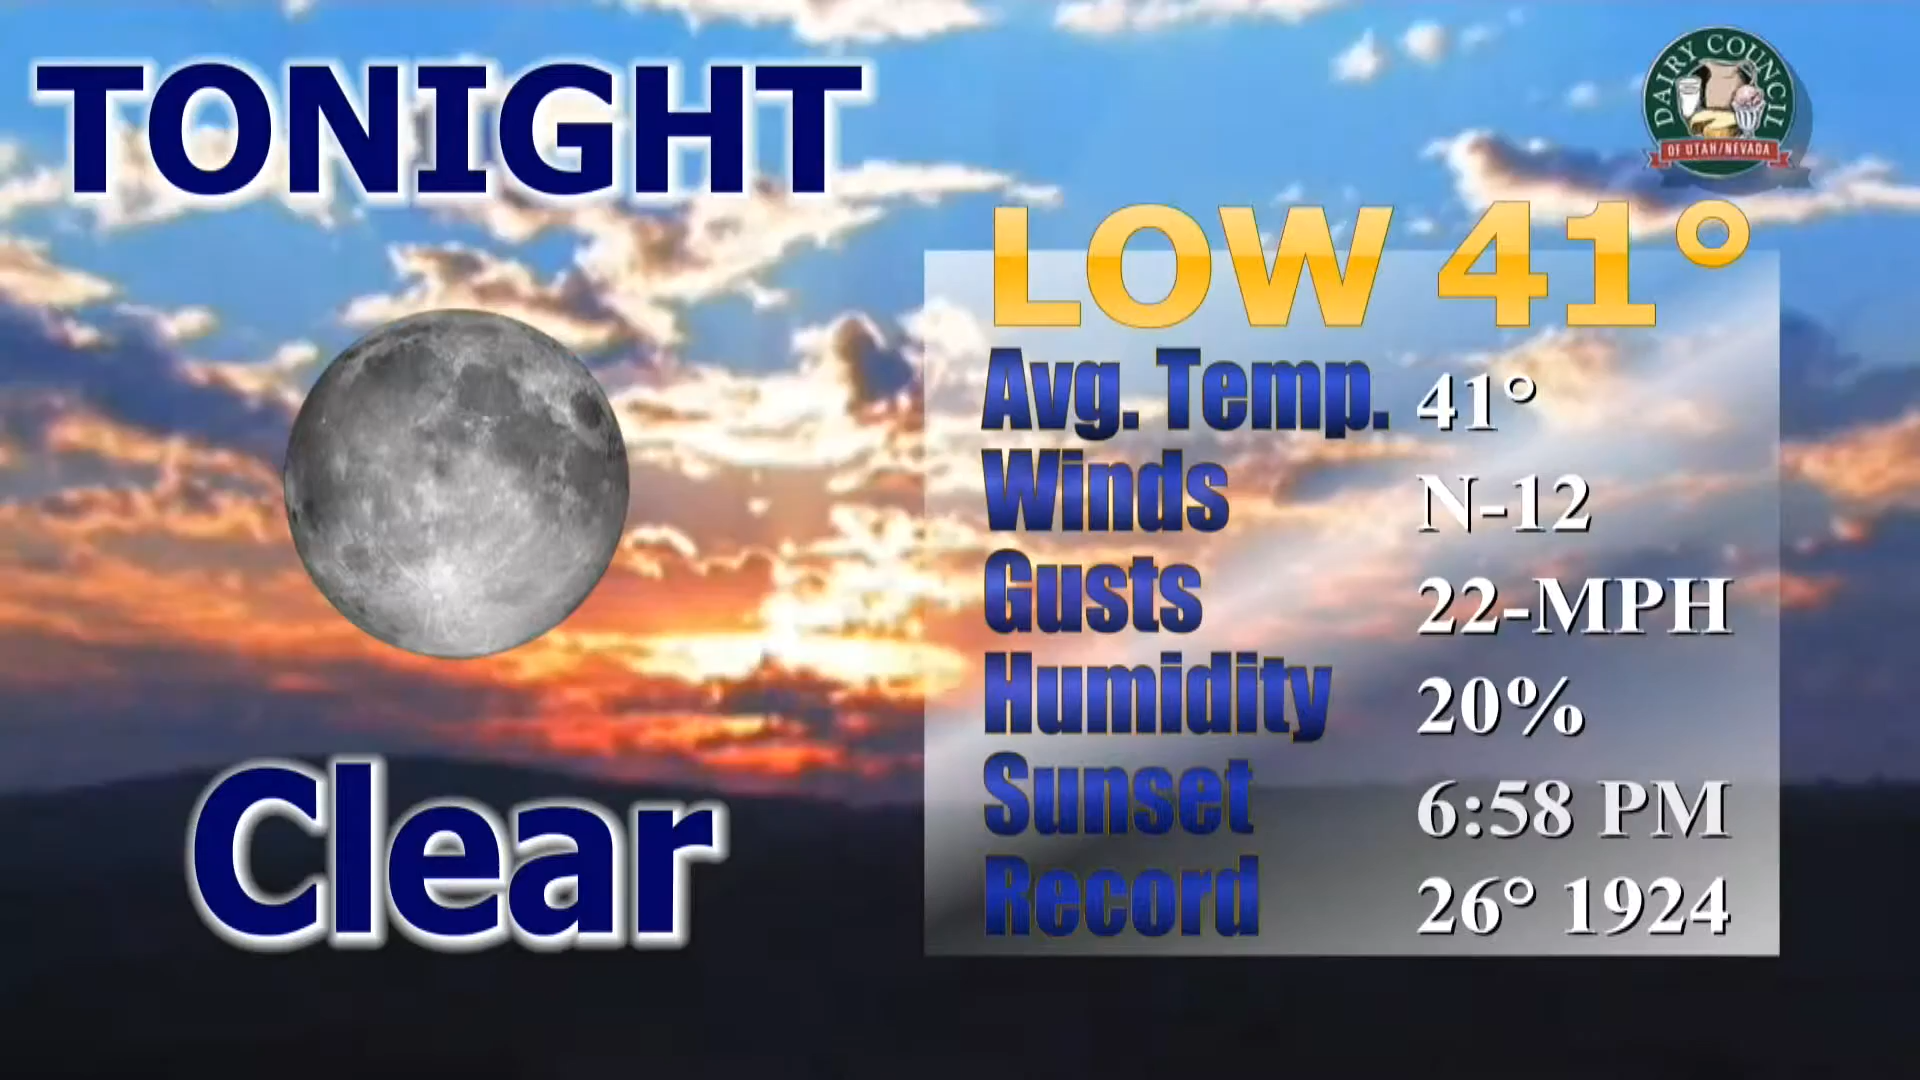 TONIGHT
DAIRY COUNCIL
OF UTAH/NEVADA
LOW 41°
Avg. Temp. 41°
Winds N-12
Gusts 22-MPH
Humidity 20%
Sunset 6:58 PM
Record 26° 1924
Clear